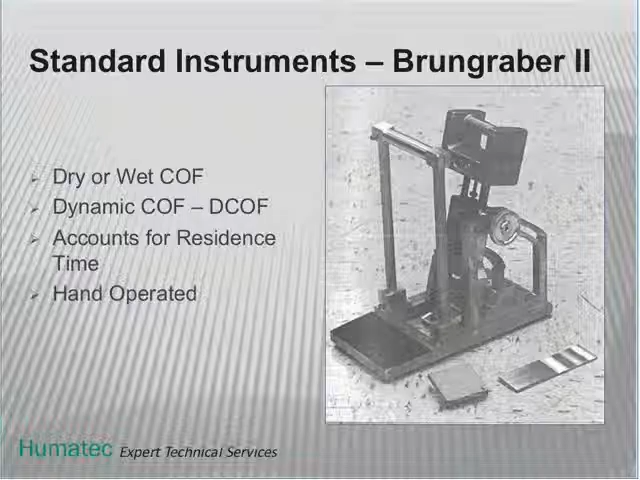 Standard Instruments – Brungraber II
Dry or Wet COF
Dynamic COF – DCOF
Accounts for Residence
Time
Hand Operated
Humatec Expert Technical Services